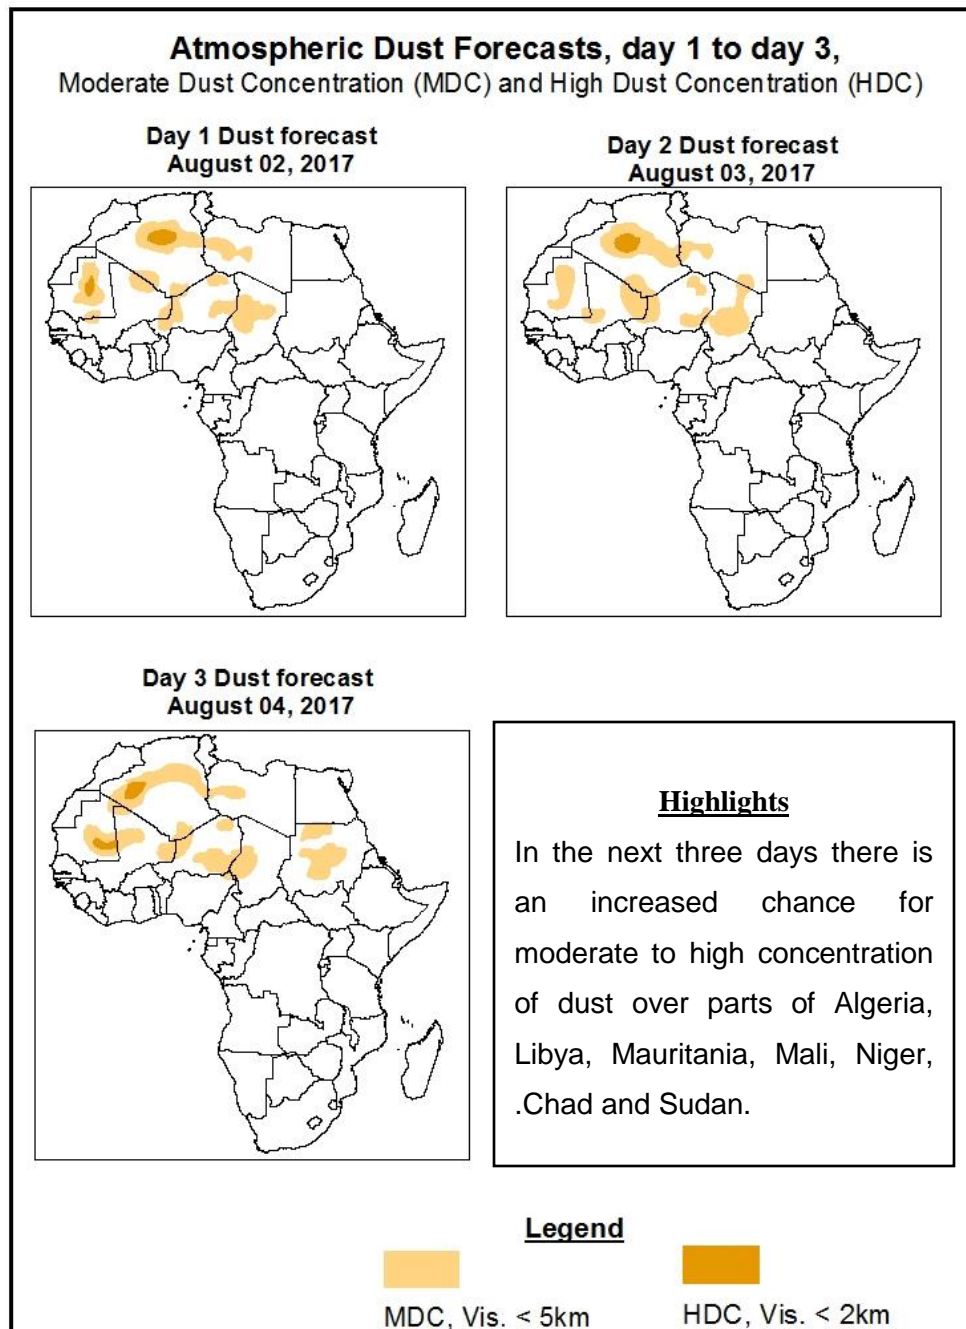 Atmospheric Dust Forecasts, day 1 to day 3,
Moderate Dust Concentration (MDC) and High Dust Concentration (HDC)
Day 1 Dust forecast
August 02, 2017
Day 2 Dust forecast
August 03, 2017
Day 3 Dust forecast
August 04, 2017
Highlights
In the next three days there is
an increased chance for
moderate to high concentration
of dust over parts of Algeria,
Libya, Mauritania, Mali, Niger,
.Chad and Sudan.
Legend
MDC, Vis. < 5km
HDC, Vis. < 2km